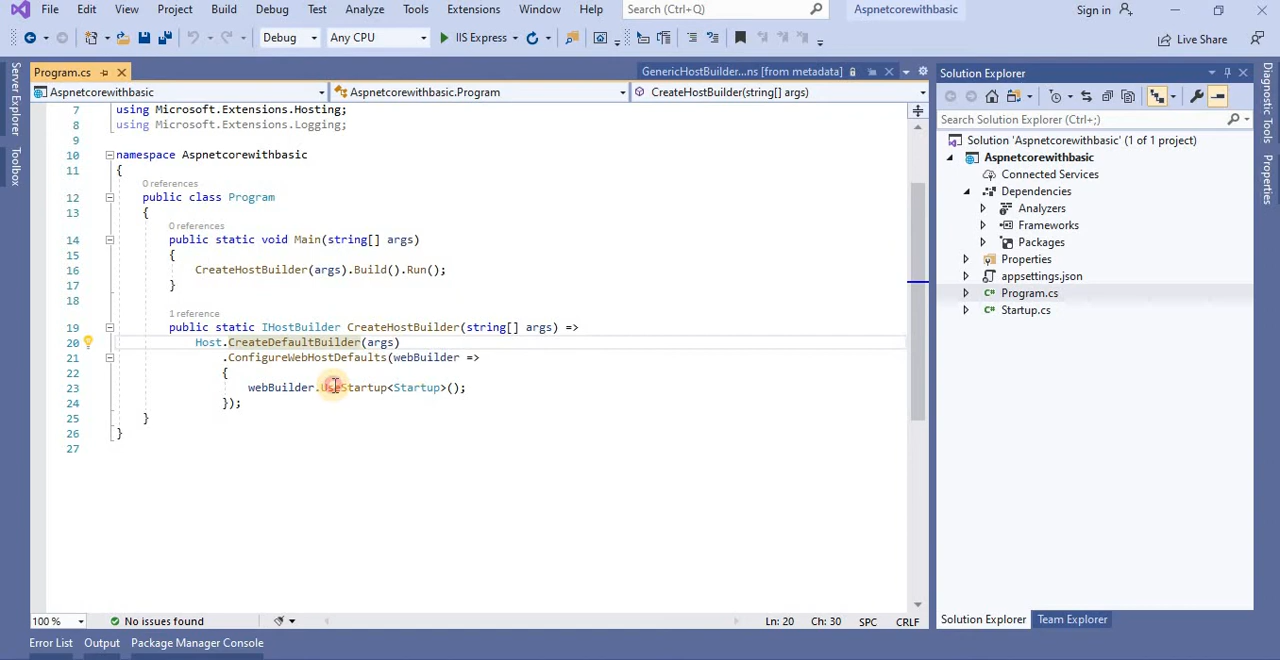 File Edit View Project Build Debug Test Analyze Tools Extensions Window Help Search (Ctrl+Q) Aspnetcorewithbasic Sign in
Debug Any CPU IIS Express Live Share
Server Explorer
Toolbox
Program.cs GenericHostBuilder...ns [from metadata]
Aspnetcorewithbasic Aspnetcorewithbasic.Program CreateHostBuilder(string[] args)
7 using Microsoft.Extensions.Hosting;
8 using Microsoft.Extensions.Logging;
9
10 namespace Aspnetcorewithbasic
11 {
0 references
12 public class Program
13 {
0 references
14 public static void Main(string[] args)
15 {
16 CreateHostBuilder(args).Build().Run();
17 }
18
1 reference
19 public static IHostBuilder CreateHostBuilder(string[] args) =>
20 Host.CreateDefaultBuilder(args)
21 .ConfigureWebHostDefaults(webBuilder =>
22 {
23 webBuilder.UseStartup<Startup>();
24 });
25 }
26 }
27
100 % No issues found Ln: 20 Ch: 30 SPC CRLF
Error List Output Package Manager Console
Solution Explorer
Search Solution Explorer (Ctrl+;)
Solution 'Aspnetcorewithbasic' (1 of 1 project)
Aspnetcorewithbasic
Connected Services
Dependencies
Analyzers
Frameworks
Packages
Properties
appsettings.json
C# Program.cs
C# Startup.cs
Solution Explorer Team Explorer
Diagnostic Tools
Properties